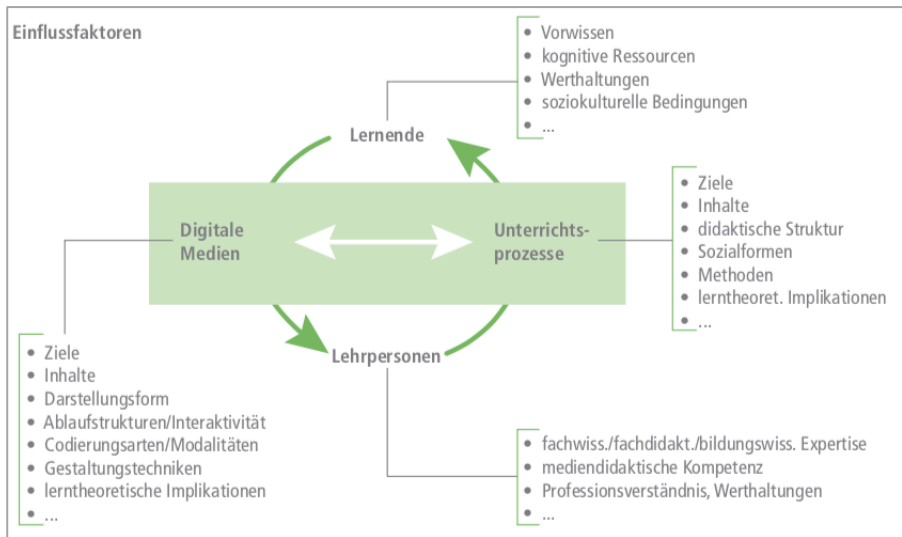 Einflussfaktoren
• Vorwissen
• kognitive Ressourcen
• Werthaltungen
• soziokulturelle Bedingungen
• ...
Lernende
Digitale
Medien
Unterrichts-
prozesse
• Ziele
• Inhalte
• didaktische Struktur
• Sozialformen
• Methoden
• lerntheoret. Implikationen
• ...
Lehrpersonen
• Ziele
• Inhalte
• Darstellungsform
• Ablaufstrukturen/Interaktivität
• Codierungsarten/Modalitäten
• Gestaltungstechniken
• lerntheoretische Implikationen
• ...
• fachwiss./fachdidakt./bildungswiss. Expertise
• mediendidaktische Kompetenz
• Professionsverständnis, Werthaltungen
• ...